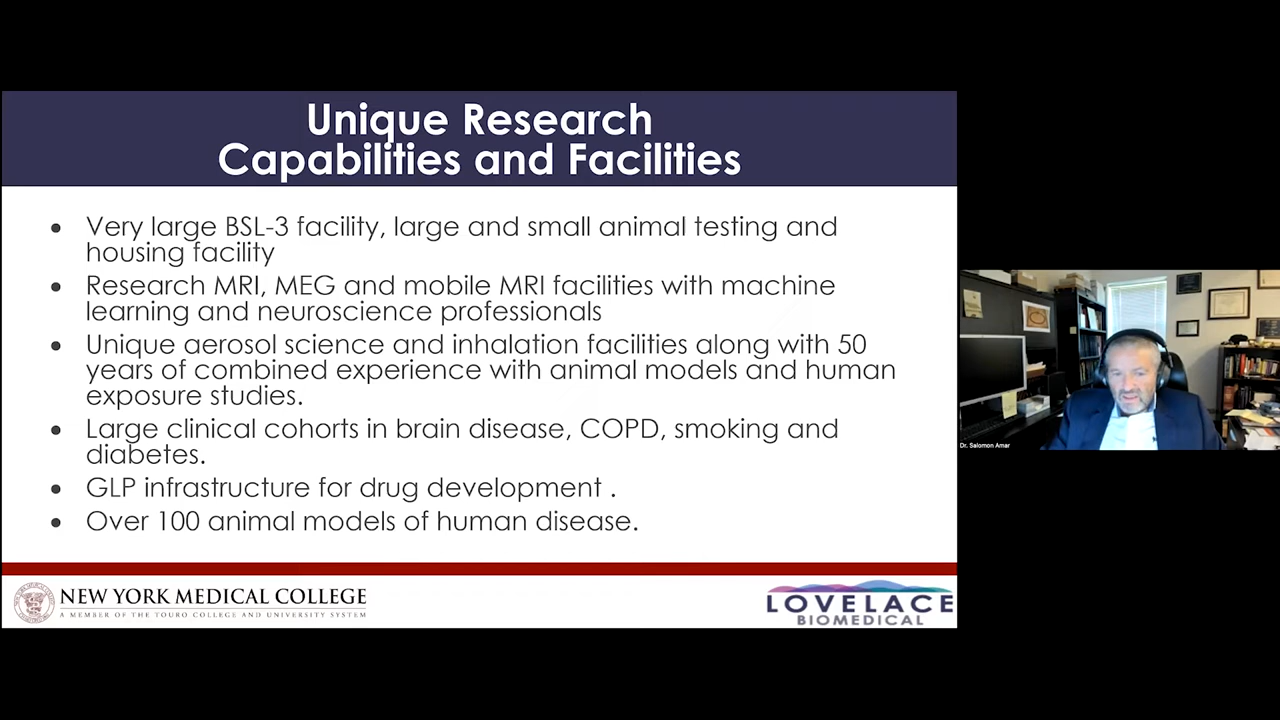 Unique Research
Capabilities and Facilities
• Very large BSL-3 facility, large and small animal testing and
housing facility
• Research MRI, MEG and mobile MRI facilities with machine
learning and neuroscience professionals
• Unique aerosol science and inhalation facilities along with 50
years of combined experience with animal models and human
exposure studies.
• Large clinical cohorts in brain disease, COPD, smoking and
diabetes.
• GLP infrastructure for drug development .
• Over 100 animal models of human disease.
NEW YORK MEDICAL COLLEGE
A MEMBER OF THE TOURO COLLEGE AND UNIVERSITY SYSTEM
LOVELACE
BIOMEDICAL
Dr. Salomon Amar